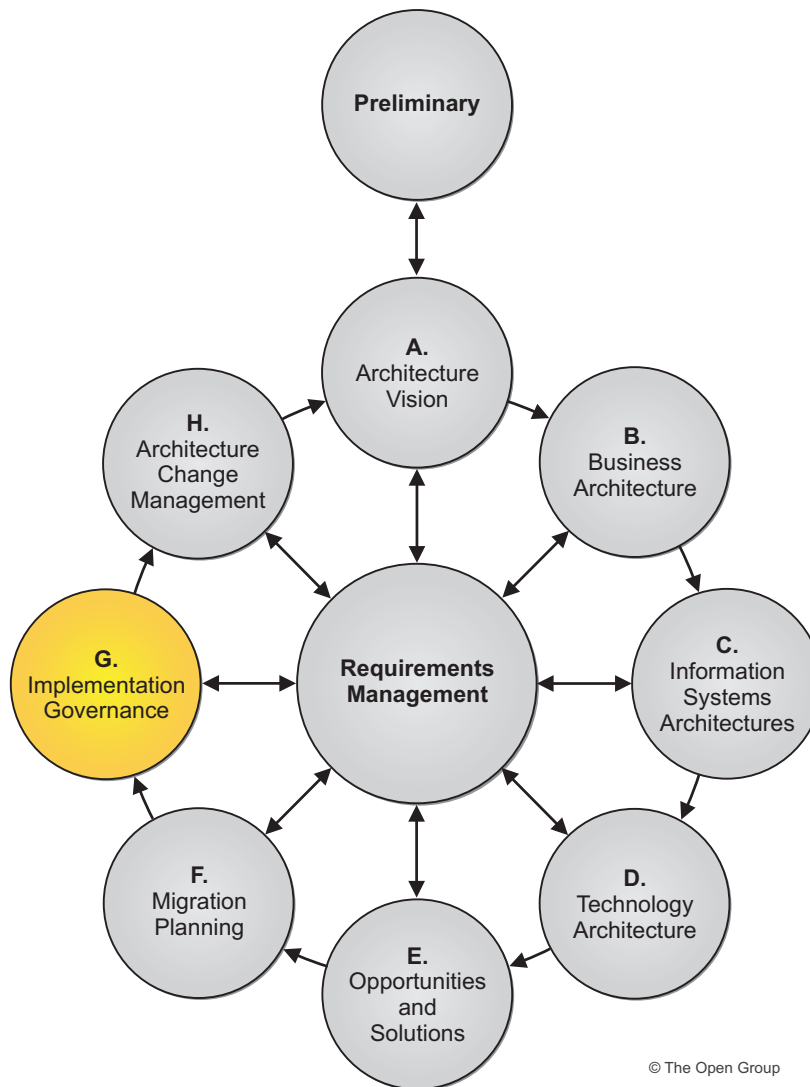 Preliminary
A.
Architecture
Vision
B.
Business
Architecture
C.
Information
Systems
Architectures
D.
Technology
Architecture
E.
Opportunities
and
Solutions
F.
Migration
Planning
G.
Implementation
Governance
H.
Architecture
Change
Management
Requirements
Management
© The Open Group